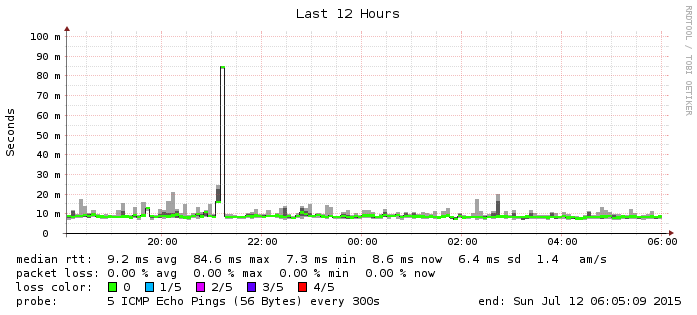 Last 12 Hours
RRDTOOL / TOBI OETIKER
Seconds
100 m
90 m
80 m
70 m
60 m
50 m
40 m
30 m
20 m
10 m
0
20:00 22:00 00:00 02:00 04:00 06:00
median rtt: 9.2 ms avg 84.6 ms max 7.3 ms min 8.6 ms now 6.4 ms sd 1.4 am/s
packet loss: 0.00 % avg 0.00 % max 0.00 % min 0.00 % now
loss color: 0 1/5 2/5 3/5 4/5
probe: 5 ICMP Echo Pings (56 Bytes) every 300s end: Sun Jul 12 06:05:09 2015